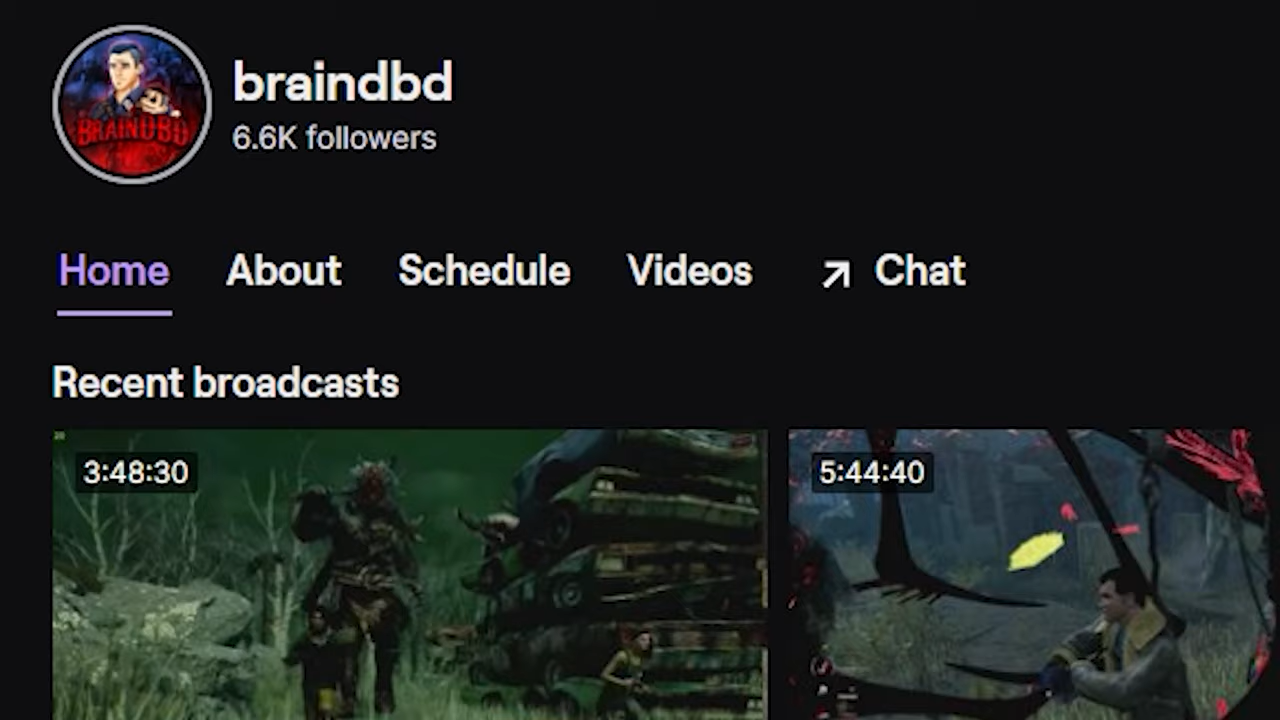 BRAINDBD
braindbd
6.6K followers
Home About Schedule Videos Chat
Recent broadcasts
3:48:30 5:44:40